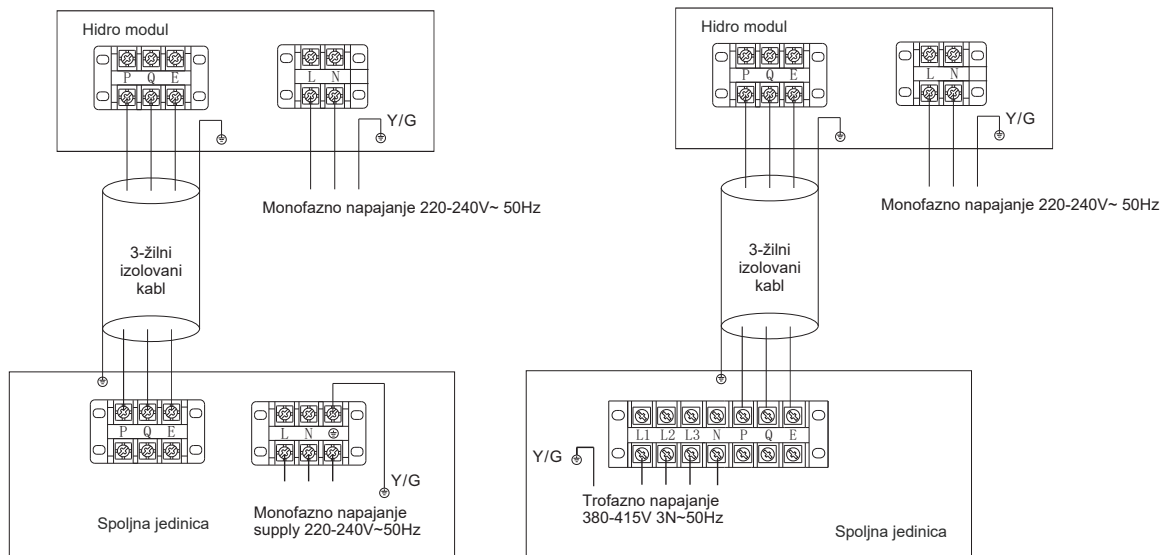 Hidro modul
P Q E
L N
Y/G
Monofazno napajanje 220-240V~ 50Hz
3-žilni
izolovani
kabl
P Q E
L N
Y/G
Monofazno napajanje
supply 220-240V~50Hz
Spoljna jedinica
Hidro modul
P Q E
L N
Y/G
Monofazno napajanje 220-240V~ 50Hz
3-žilni
izolovani
kabl
L1 L2 L3 N P Q E
Y/G
Trofazno napajanje
380-415V 3N~50Hz
Spoljna jedinica